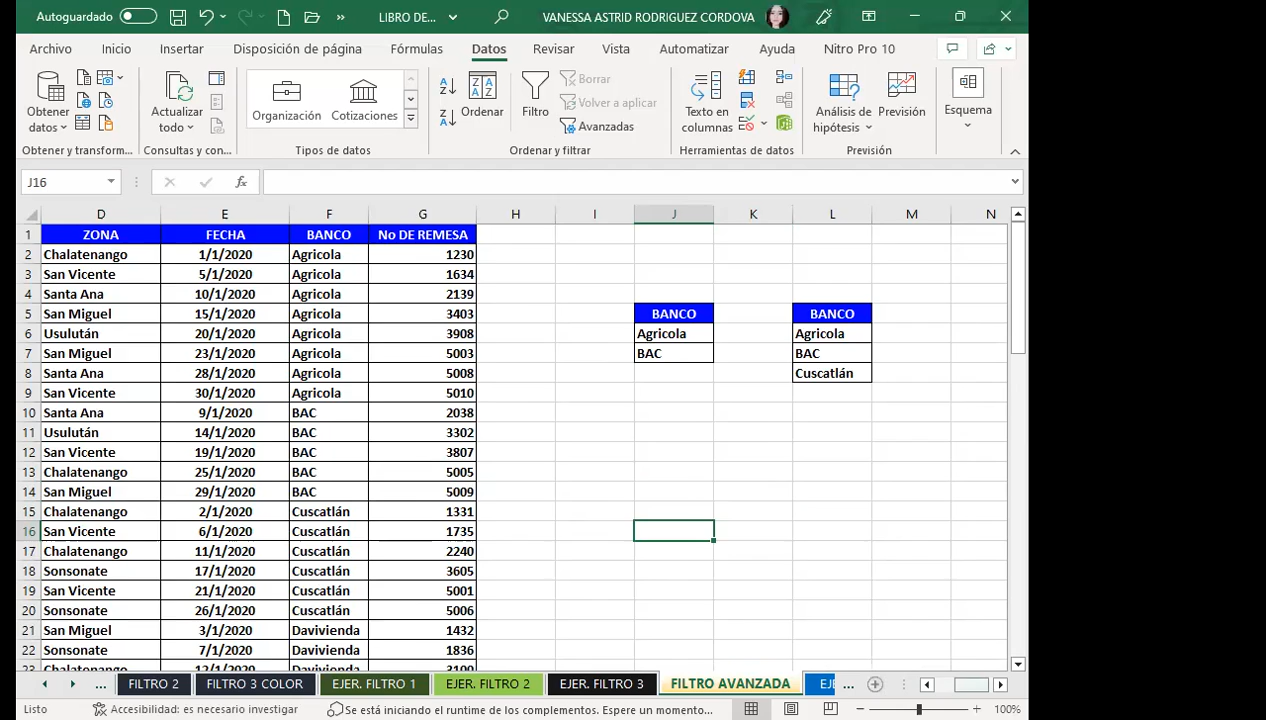 Autoguardado LIBRO DE... VANESSA ASTRID RODRIGUEZ CORDOVA
Archivo Inicio Insertar Disposición de página Fórmulas Datos Revisar Vista Automatizar Ayuda Nitro Pro 10
Obtener datos Actualizar todo Organización Cotizaciones Ordenar Filtro Borrar Volver a aplicar Avanzadas Texto en columnas Análisis de hipótesis Previsión Esquema
Obtener y transform... Consultas y con... Tipos de datos Ordenar y filtrar Herramientas de datos Previsión
J16 fx
D E F G H I J K L M N
1 ZONA FECHA BANCO No DE REMESA
2 Chalatenango 1/1/2020 Agricola 1230
3 San Vicente 5/1/2020 Agricola 1634
4 Santa Ana 10/1/2020 Agricola 2139
5 San Miguel 15/1/2020 Agricola 3403 BANCO BANCO
6 Usulután 20/1/2020 Agricola 3908 Agricola Agricola
7 San Miguel 23/1/2020 Agricola 5003 BAC BAC
8 Santa Ana 28/1/2020 Agricola 5008 Cuscatlán
9 San Vicente 30/1/2020 Agricola 5010
10 Santa Ana 9/1/2020 BAC 2038
11 Usulután 14/1/2020 BAC 3302
12 San Vicente 19/1/2020 BAC 3807
13 Chalatenango 25/1/2020 BAC 5005
14 San Miguel 29/1/2020 BAC 5009
15 Chalatenango 2/1/2020 Cuscatlán 1331
16 San Vicente 6/1/2020 Cuscatlán 1735
17 Chalatenango 11/1/2020 Cuscatlán 2240
18 Sonsonate 17/1/2020 Cuscatlán 3605
19 San Vicente 21/1/2020 Cuscatlán 5001
20 Sonsonate 26/1/2020 Cuscatlán 5006
21 San Miguel 3/1/2020 Davivienda 1432
22 Sonsonate 7/1/2020 Davivienda 1836
23 Chalatenango 12/1/2020 Davivienda 3100
... FILTRO 2 FILTRO 3 COLOR EJER. FILTRO 1 EJER. FILTRO 2 EJER. FILTRO 3 FILTRO AVANZADA EJE ...
Listo Accesibilidad: es necesario investigar Se está iniciando el runtime de los complementos. Espere un momento... 100%